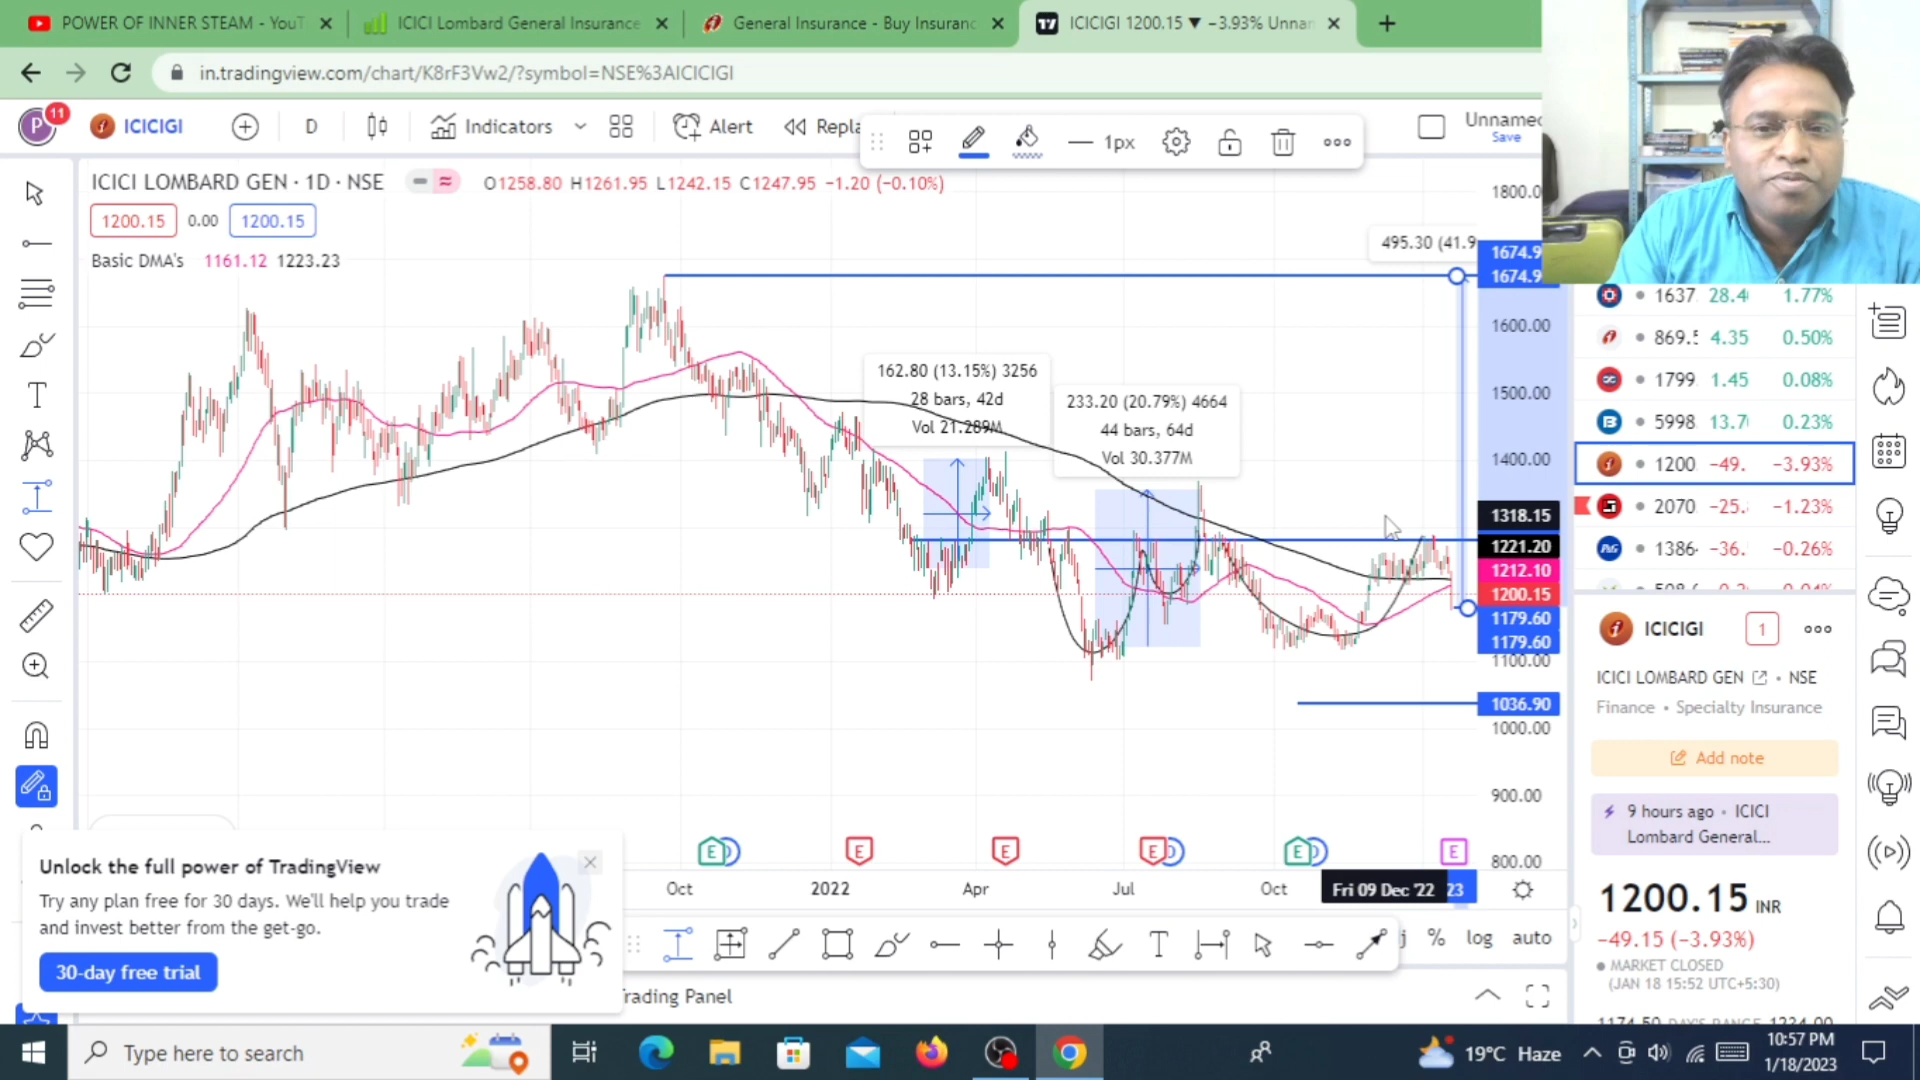 POWER OF INNER STEAM - YouT
ICICI Lombard General Insurance
General Insurance - Buy Insuranc
ICICIGI 1200.15 ▼ −3.93% Unnan
in.tradingview.com/chart/K8rF3Vw2/?symbol=NSE%3AICICIGI
P
11
ICICIGI
D
Indicators
Alert
Repla
1px
Unnamed
Save
ICICI LOMBARD GEN · 1D · NSE
O1258.80 H1261.95 L1242.15 C1247.95 −1.20 (−0.10%)
1200.15
0.00
1200.15
Basic DMA's 1161.12 1223.23
495.30 (41.9
162.80 (13.15%) 3256
28 bars, 42d
Vol 21.289M
233.20 (20.79%) 4664
44 bars, 64d
Vol 30.377M
1800.0
1674.9
1674.9
1600.00
1500.00
1400.00
1318.15
1221.20
1212.10
1200.15
1179.60
1179.60
1100.00
1036.90
1000.00
900.00
800.00
E
E
E
E
E
E
Oct
2022
Apr
Jul
Oct
Fri 09 Dec '22
23
Unlock the full power of TradingView
Try any plan free for 30 days. We'll help you trade
and invest better from the get-go.
30-day free trial
% log auto
Trading Panel
1637 28.4 1.77%
869.5 4.35 0.50%
1799 1.45 0.08%
5998 13.7 0.23%
1200 −49. −3.93%
2070 −25. −1.23%
1386 −36. −0.26%
ICICIGI
1
ICICI LOMBARD GEN • NSE
Finance • Specialty Insurance
Add note
9 hours ago • ICICI
Lombard General...
1200.15 INR
−49.15 (−3.93%)
MARKET CLOSED
(JAN 18 15:52 UTC+5:30)
1174.50 DAY'S RANGE 1224.00
Type here to search
19°C Haze
10:57 PM
1/18/2023